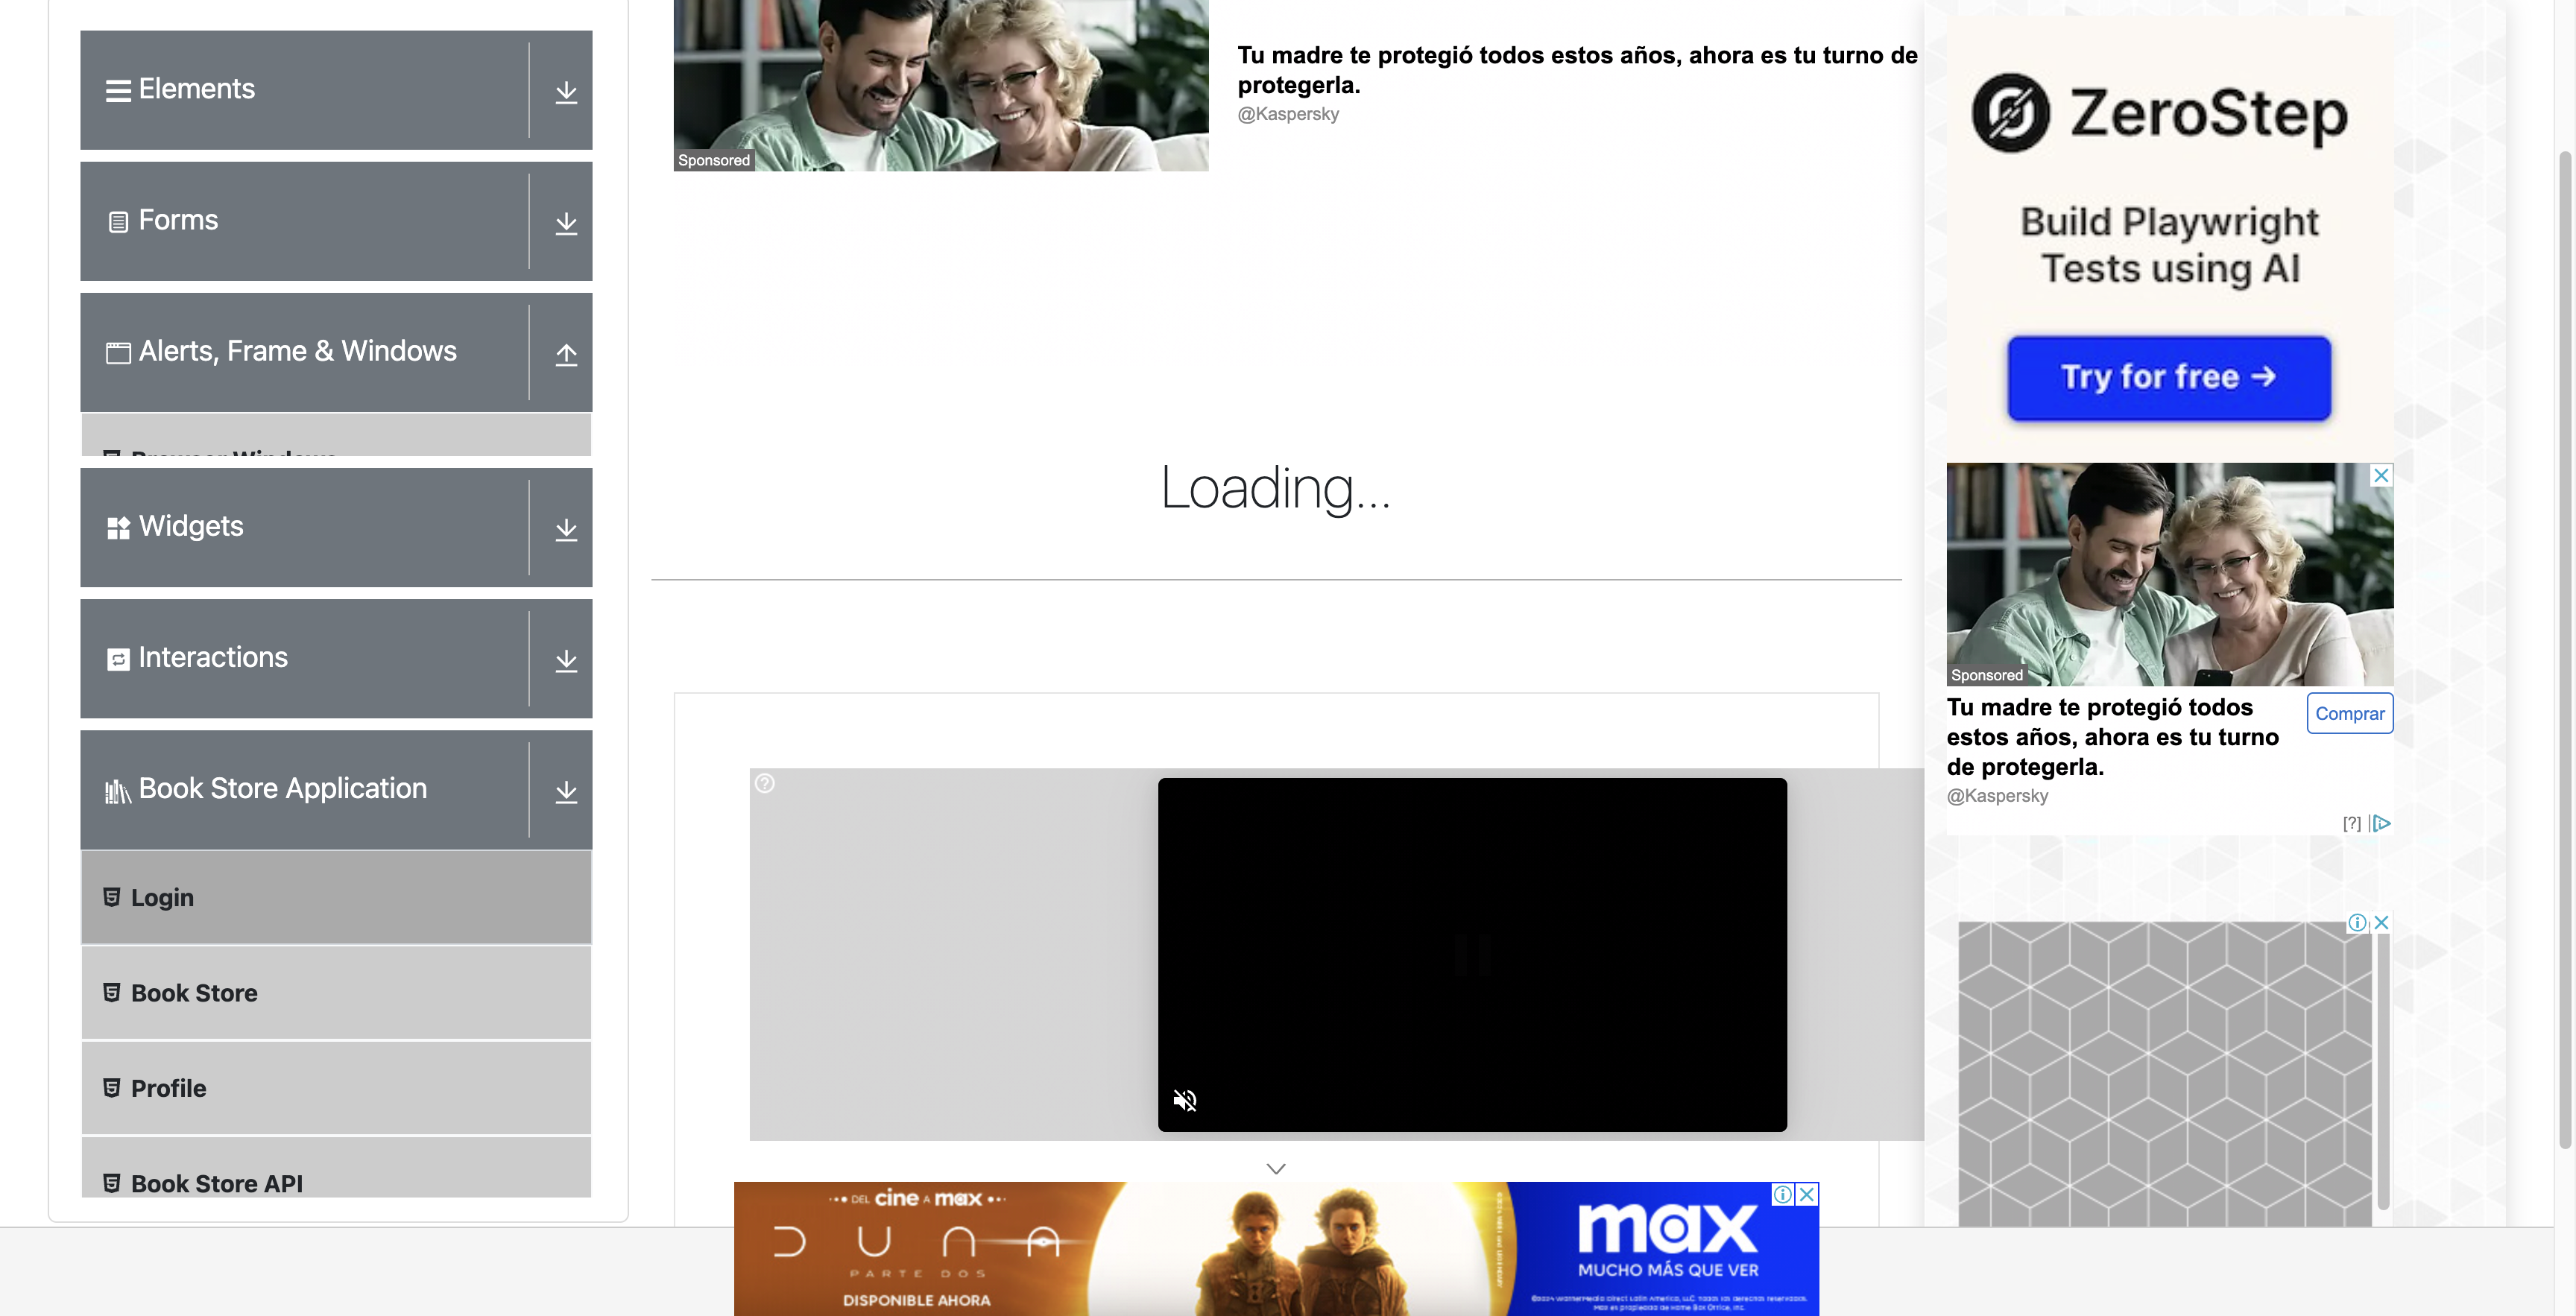 Elements
Forms
Alerts, Frame & Windows
Widgets
Interactions
Book Store Application
Login
Book Store
Profile
Book Store API
Sponsored
Tu madre te protegió todos estos años, ahora es tu turno de
protegerla.
@Kaspersky
Loading...
DEL cine A max
DUNA
PARTE DOS
DISPONIBLE AHORA
max
MUCHO MÁS QUE VER
ZeroStep
Build Playwright
Tests using AI
Try for free →
Sponsored
Tu madre te protegió todos
estos años, ahora es tu turno
de protegerla.
Comprar
@Kaspersky
[?]